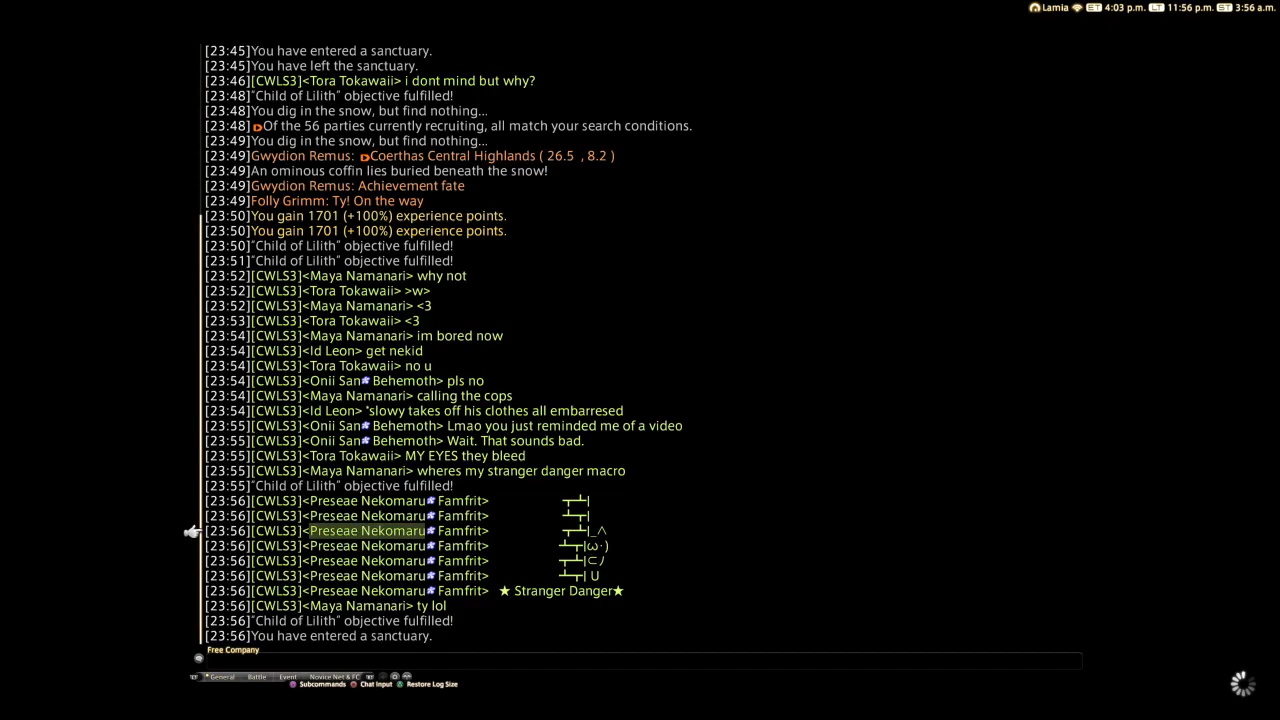 Lamia ET 4:03 p.m. LT 11:56 p.m. ST 3:56 a.m.
[23:45]You have entered a sanctuary.
[23:45]You have left the sanctuary.
[23:46][CWLS3]<Tora Tokawaii> i dont mind but why?
[23:48]"Child of Lilith" objective fulfilled!
[23:48]You dig in the snow, but find nothing...
[23:48]Of the 56 parties currently recruiting, all match your search conditions.
[23:49]You dig in the snow, but find nothing...
[23:49]Gwydion Remus: Coerthas Central Highlands ( 26.5 , 8.2 )
[23:49]An ominous coffin lies buried beneath the snow!
[23:49]Gwydion Remus: Achievement fate
[23:49]Folly Grimm: Ty! On the way
[23:50]You gain 1701 (+100%) experience points.
[23:50]You gain 1701 (+100%) experience points.
[23:50]"Child of Lilith" objective fulfilled!
[23:51]"Child of Lilith" objective fulfilled!
[23:52][CWLS3]<Maya Namanari> why not
[23:52][CWLS3]<Tora Tokawaii> >w>
[23:52][CWLS3]<Maya Namanari> <3
[23:53][CWLS3]<Tora Tokawaii> <3
[23:54][CWLS3]<Maya Namanari> im bored now
[23:54][CWLS3]<Id Leon> get nekid
[23:54][CWLS3]<Tora Tokawaii> no u
[23:54][CWLS3]<Onii San Behemoth> pls no
[23:54][CWLS3]<Maya Namanari> calling the cops
[23:54][CWLS3]<Id Leon> *slowy takes off his clothes all embarresed
[23:55][CWLS3]<Onii San Behemoth> Lmao you just reminded me of a video
[23:55][CWLS3]<Onii San Behemoth> Wait. That sounds bad.
[23:55][CWLS3]<Tora Tokawaii> MY EYES they bleed
[23:55][CWLS3]<Maya Namanari> wheres my stranger danger macro
[23:55]"Child of Lilith" objective fulfilled!
[23:56][CWLS3]<Preseae Nekomaru Famfrit> ┬┴|
[23:56][CWLS3]<Preseae Nekomaru Famfrit> ┴┬|
[23:56][CWLS3]<Preseae Nekomaru Famfrit> ┬┴|_∧
[23:56][CWLS3]<Preseae Nekomaru Famfrit> ┴┬|ω･)
[23:56][CWLS3]<Preseae Nekomaru Famfrit> ┬┴|⊂ﾉ
[23:56][CWLS3]<Preseae Nekomaru Famfrit> ┴┬| U
[23:56][CWLS3]<Preseae Nekomaru Famfrit> ★ Stranger Danger★
[23:56][CWLS3]<Maya Namanari> ty lol
[23:56]"Child of Lilith" objective fulfilled!
[23:56]You have entered a sanctuary.
Free Company
General Battle Event Novice Net & FC
Subcommands Chat Input Restore Log Size